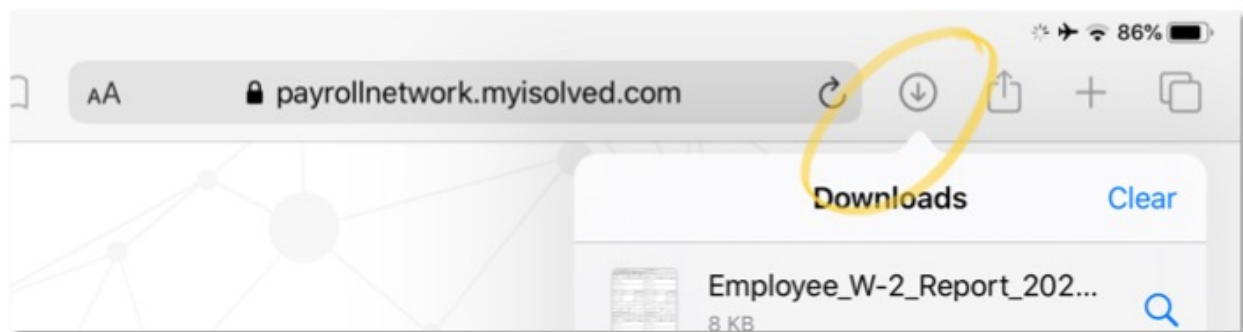 86%
AA payrollnetwork.myisolved.com
Downloads Clear
Employee_W-2_Report_202...
8 KB